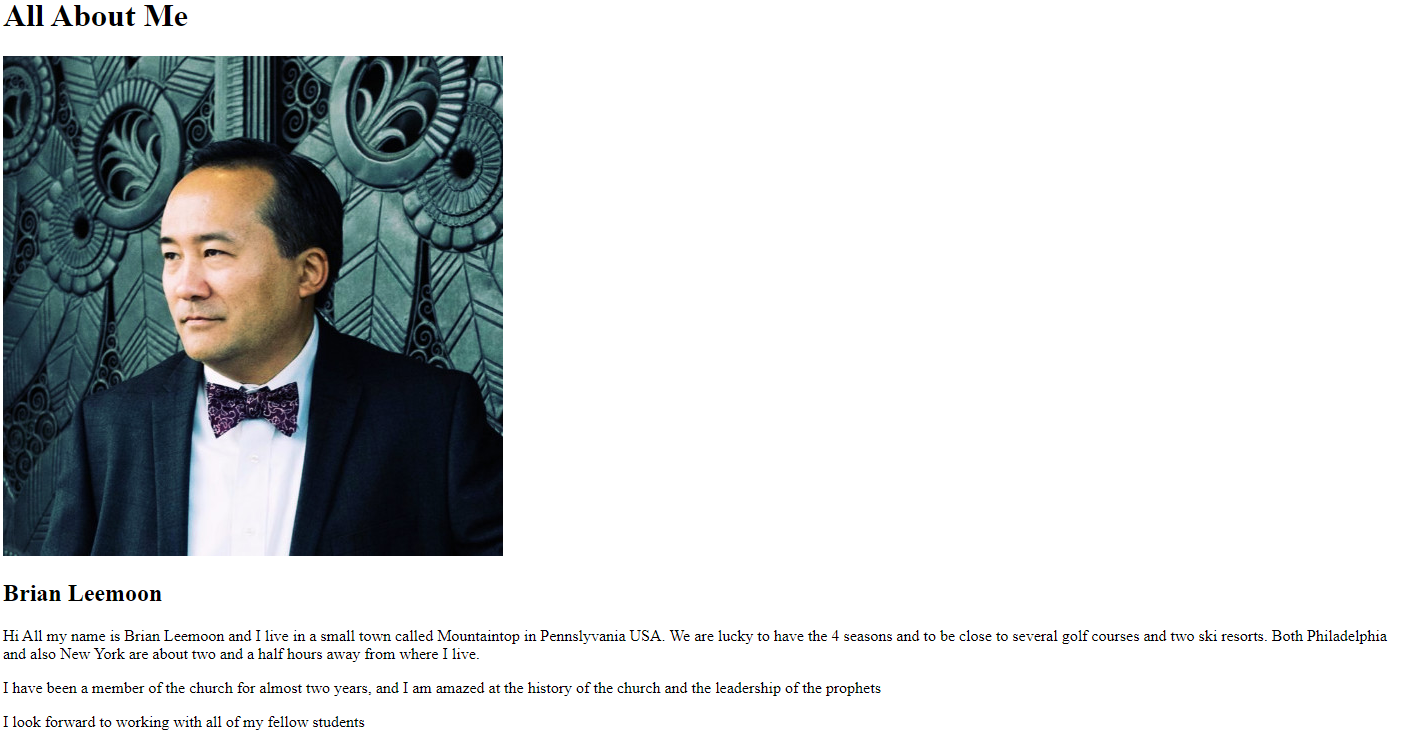 All About Me
Brian Leemoon
Hi All my name is Brian Leemoon and I live in a small town called Mountaintop in Pennslyvania USA. We are lucky to have the 4 seasons and to be close to several golf courses and two ski resorts. Both Philadelphia
and also New York are about two and a half hours away from where I live.
I have been a member of the church for almost two years, and I am amazed at the history of the church and the leadership of the prophets
I look forward to working with all of my fellow students